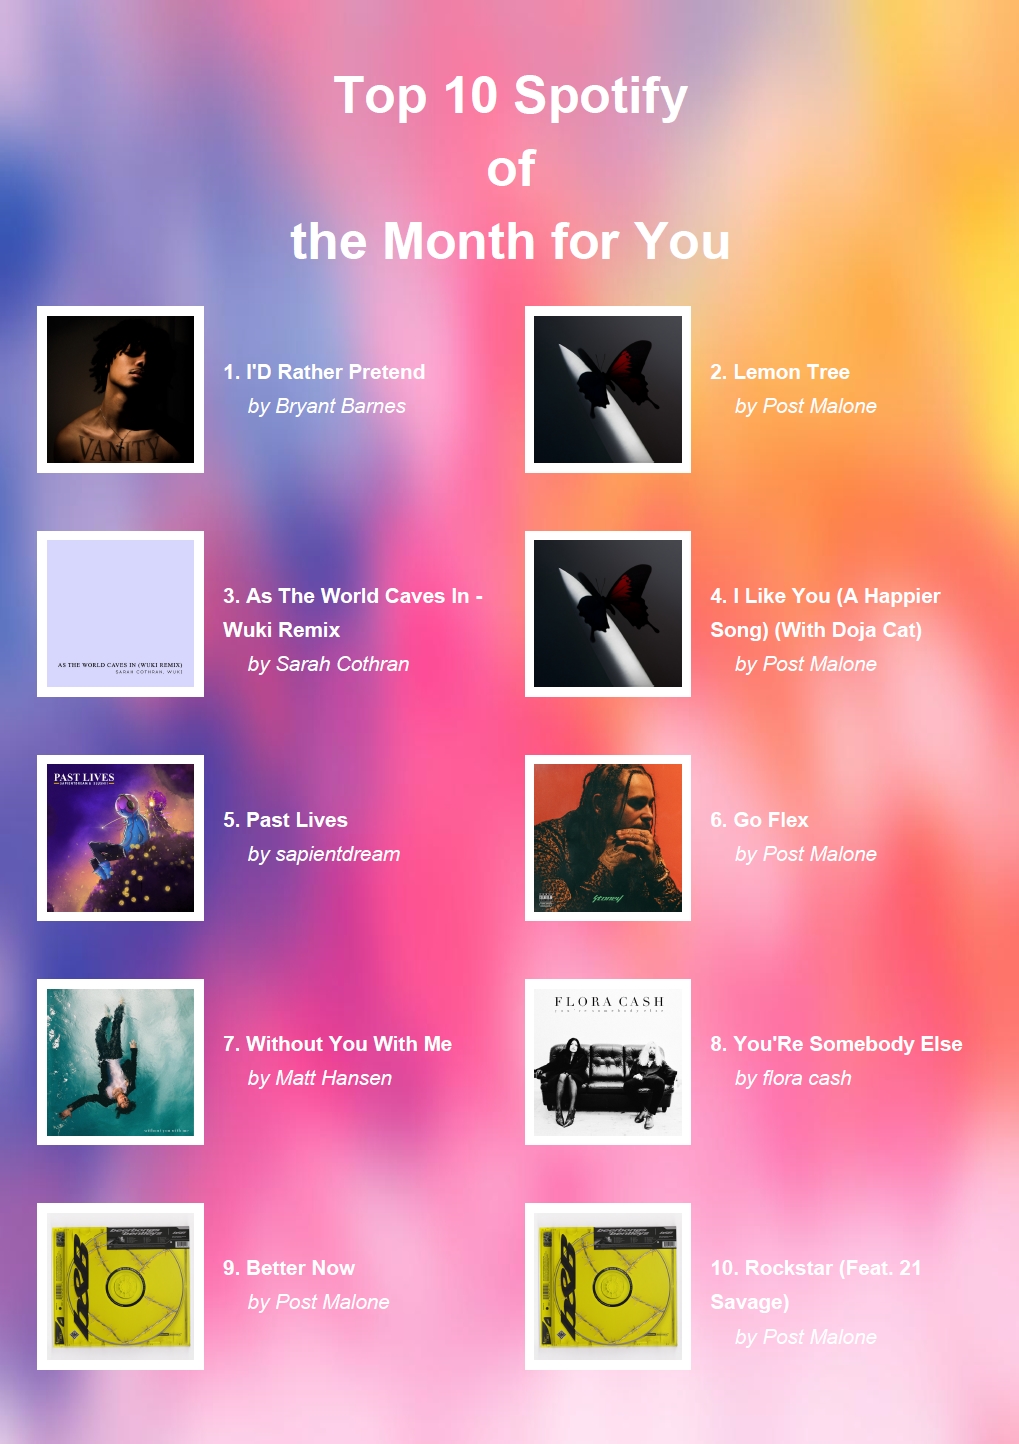 Top 10 Spotify
of
the Month for You
VANITY
1. I'D Rather Pretend
by Bryant Barnes
2. Lemon Tree
by Post Malone
AS THE WORLD CAVES IN (WUKI REMIX)
SARAH COTHRAN, WUKI
3. As The World Caves In -
Wuki Remix
by Sarah Cothran
4. I Like You (A Happier
Song) (With Doja Cat)
by Post Malone
PAST LIVES
5. Past Lives
by sapientdream
Stoney
6. Go Flex
by Post Malone
without you with me
7. Without You With Me
by Matt Hansen
FLORA CASH
you're somebody else
8. You'Re Somebody Else
by flora cash
9. Better Now
by Post Malone
10. Rockstar (Feat. 21
Savage)
by Post Malone